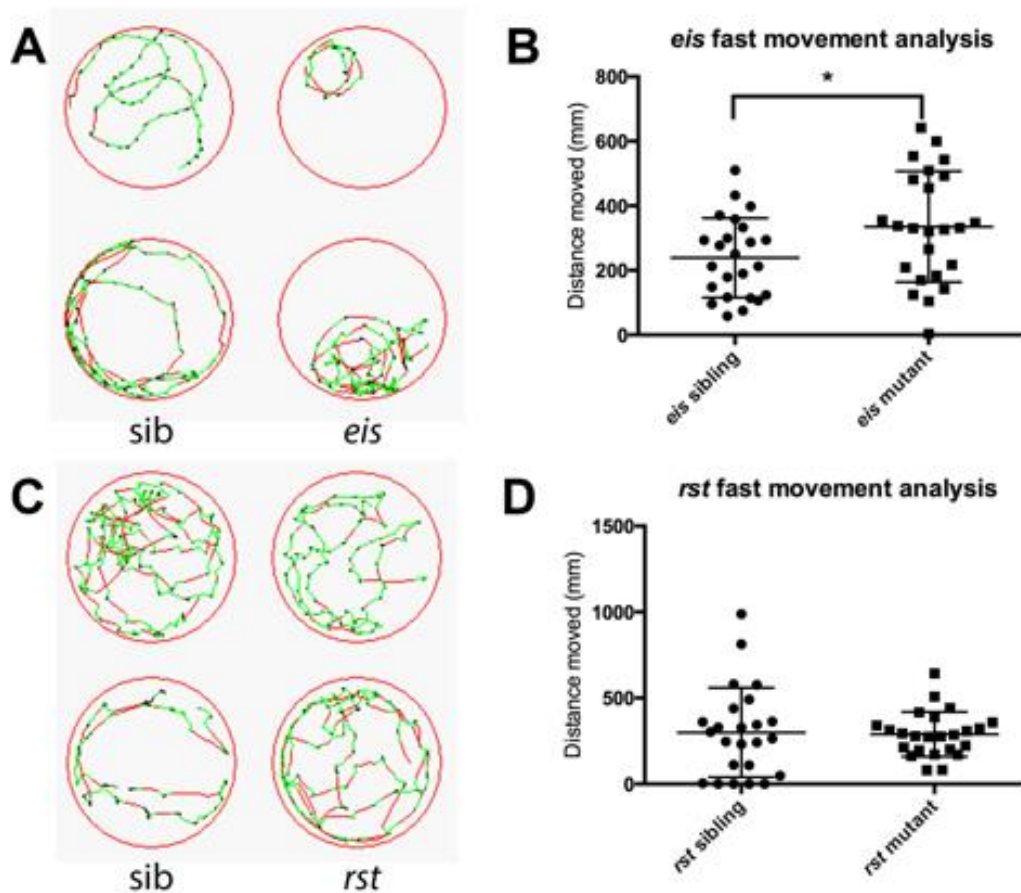 A
sib
eis
B
eis fast movement analysis
*
Distance moved (mm)
800
600
400
200
0
eis sibling
eis mutant
C
sib
rst
D
rst fast movement analysis
Distance moved (mm)
1500
1000
500
0
rst sibling
rst mutant